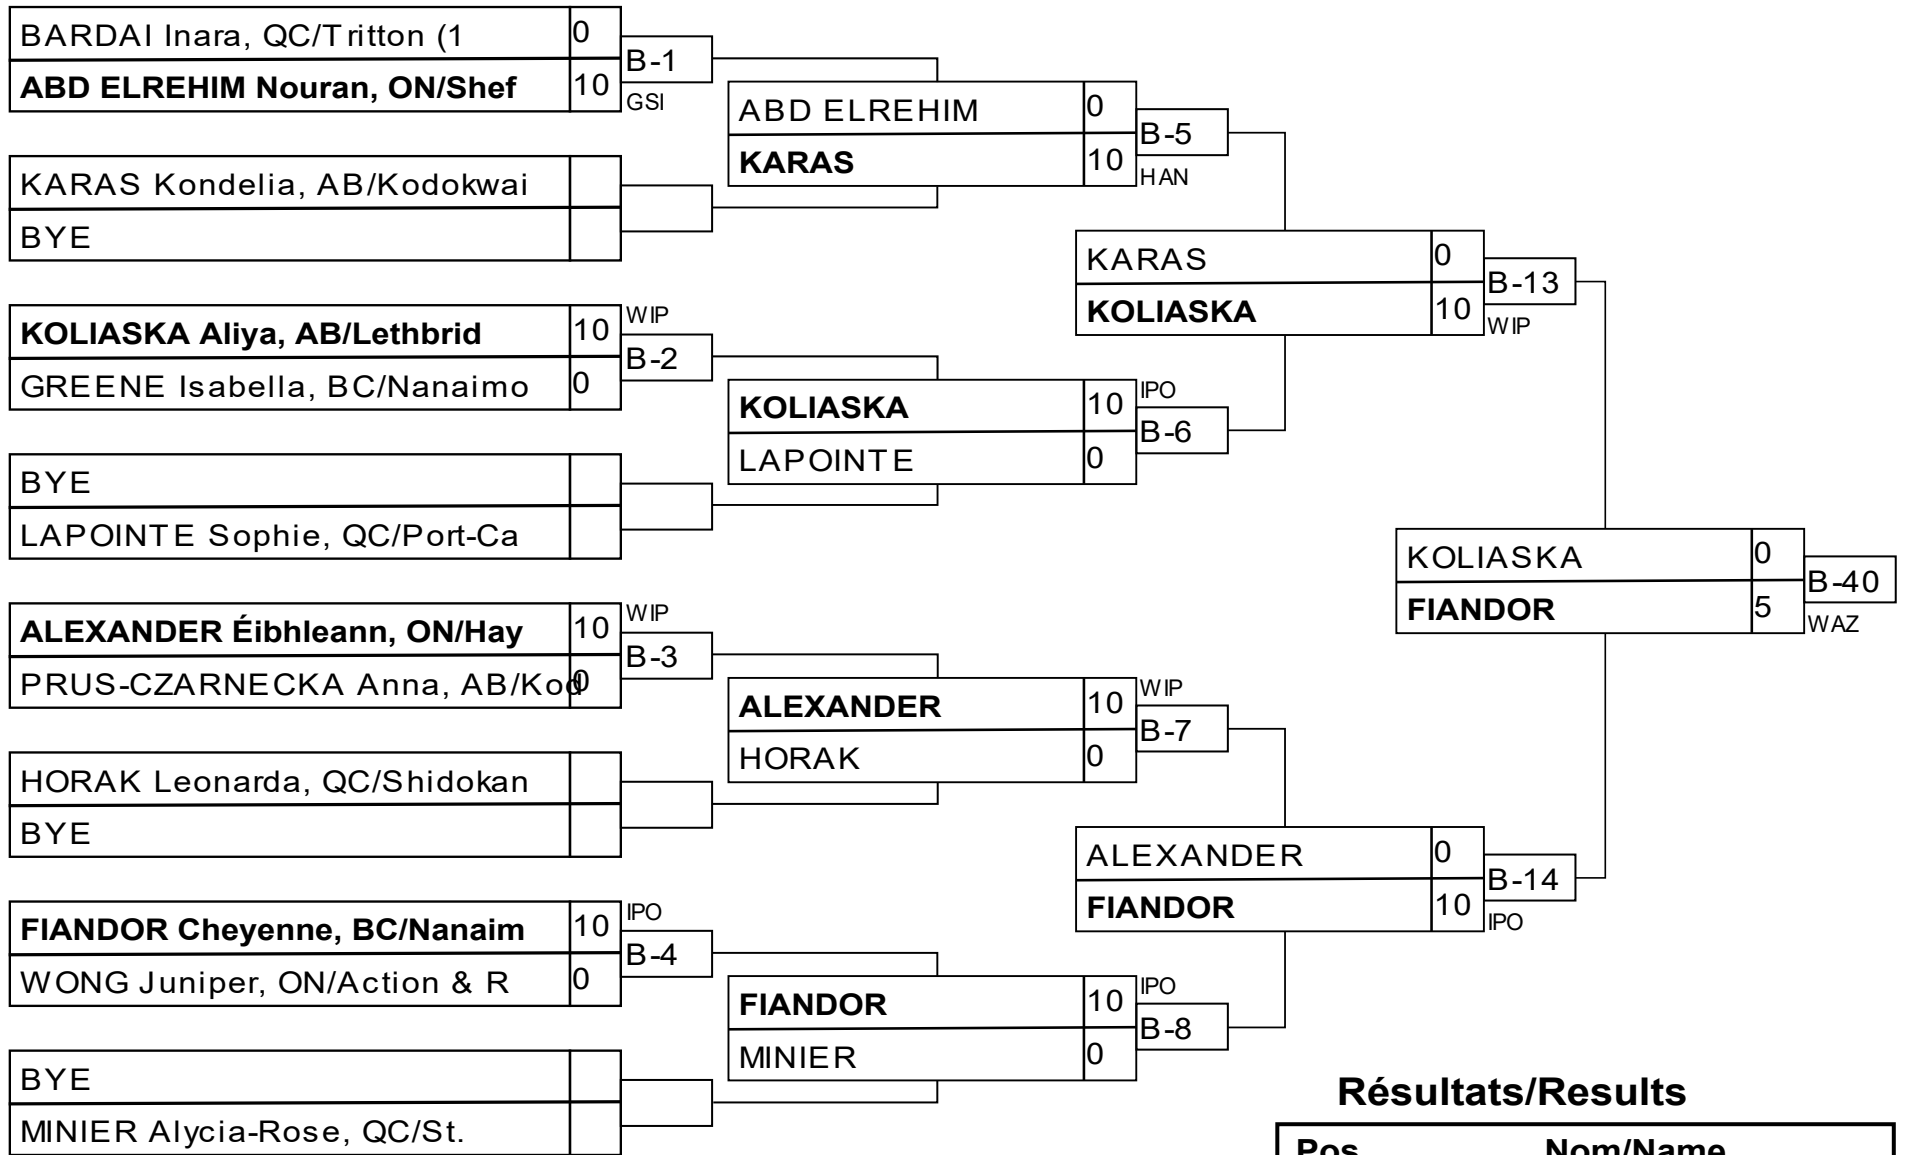 BARDAI Inara, QC/Tritton (1 0
B-1
ABD ELREHIM Nouran, ON/Shef 10
GSI
KARAS Kondelia, AB/Kodokwai
BYE
KOLIASKA Aliya, AB/Lethbrid 10
WIP
B-2
GREENE Isabella, BC/Nanaimo 0
BYE
LAPOINTE Sophie, QC/Port-Ca
ALEXANDER Éibhleann, ON/Hay 10
WIP
B-3
PRUS-CZARNECKA Anna, AB/Kod 0
HORAK Leonarda, QC/Shidokan
BYE
FIANDOR Cheyenne, BC/Nanaim 10
IPO
B-4
WONG Juniper, ON/Action & R 0
BYE
MINIER Alycia-Rose, QC/St.
ABD ELREHIM 0
B-5
KARAS 10
HAN
KOLIASKA 10
IPO
B-6
LAPOINTE 0
ALEXANDER 10
WIP
B-7
HORAK 0
FIANDOR 10
IPO
B-8
MINIER 0
KARAS 0
B-13
KOLIASKA 10
WIP
ALEXANDER 0
B-14
FIANDOR 10
IPO
KOLIASKA 0
B-40
FIANDOR 5
WAZ
Résultats/Results
Pos Nom/Name